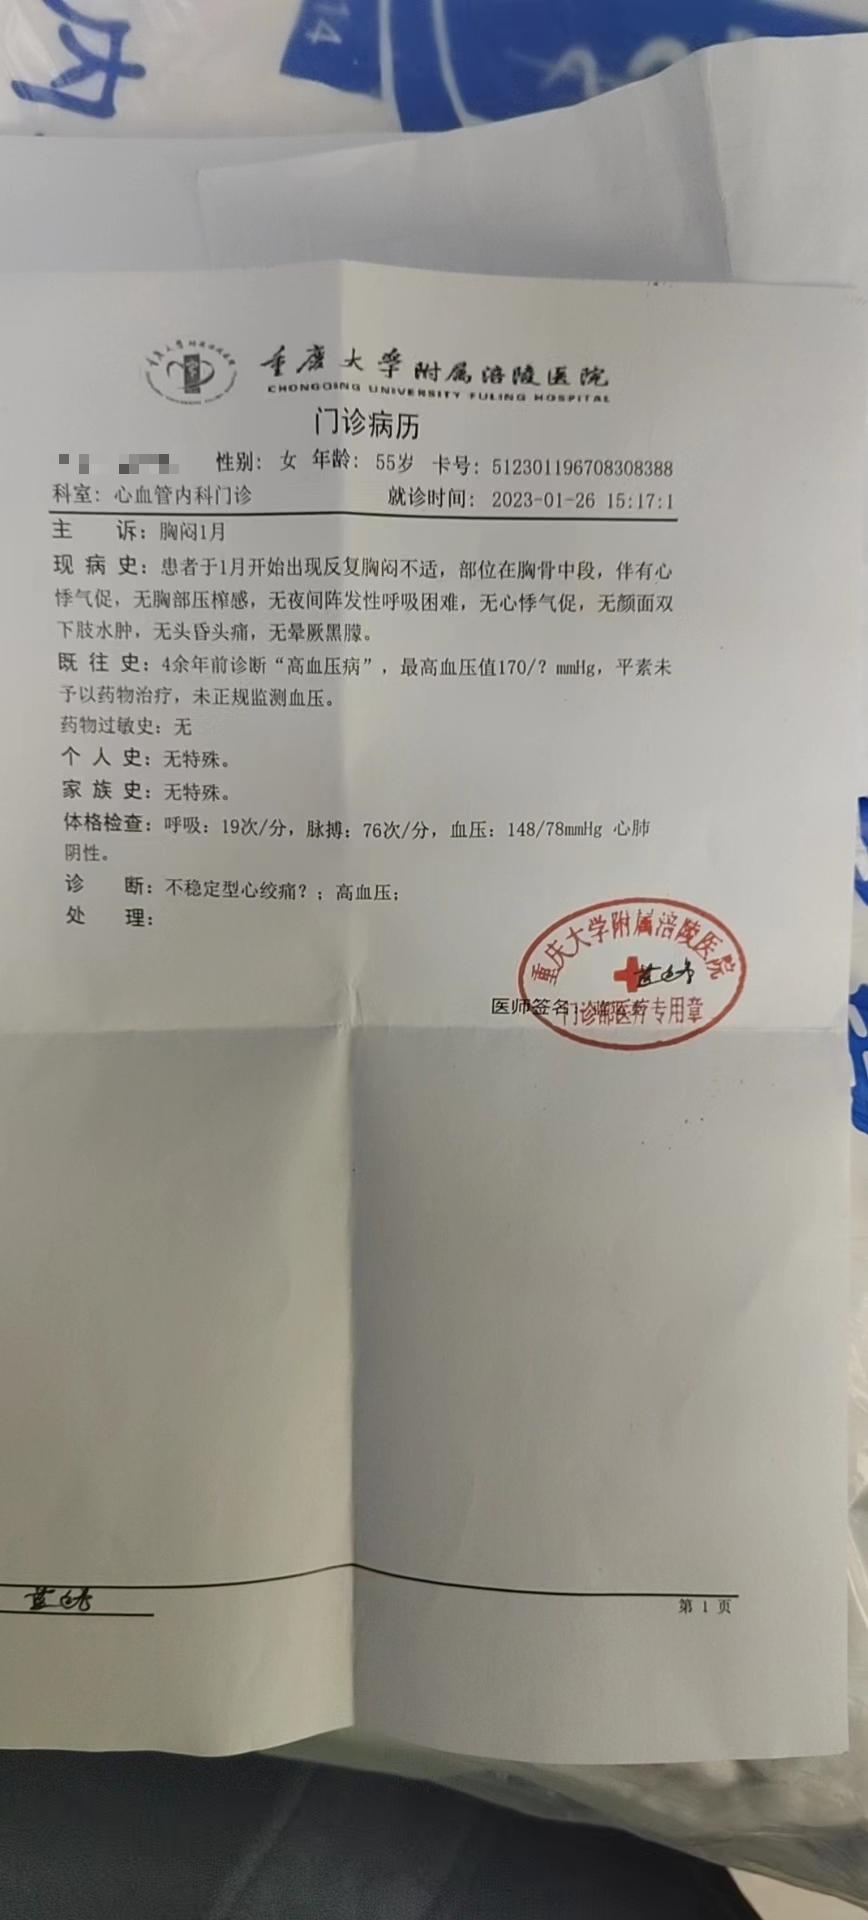 内
14
重庆大学附属涪陵医院
CHONGQING UNIVERSITY FULING HOSPITAL
门诊病历
性别: 女 年龄: 55岁 卡号: 512301196708308388
科室: 心血管内科门诊 就诊时间: 2023-01-26 15:17:1
主 诉: 胸闷1月
现 病 史: 患者于1月开始出现反复胸闷不适, 部位在胸骨中段, 伴有心
悸气促, 无胸部压榨感, 无夜间阵发性呼吸困难, 无心悸气促, 无颜面双
下肢水肿, 无头昏头痛, 无晕厥黑朦。
既 往 史: 4余年前诊断“高血压病”, 最高血压值170/? mmHg, 平素未
予以药物治疗, 未正规监测血压。
药物过敏史: 无
个 人 史: 无特殊。
家 族 史: 无特殊。
体格检查: 呼吸: 19次/分, 脉搏: 76次/分, 血压: 148/78mmHg 心肺
阴性。
诊 断: 不稳定型心绞痛? ; 高血压;
处 理:
重庆大学附属涪陵医院
医师签名:
门诊部医疗专用章
第 1 页